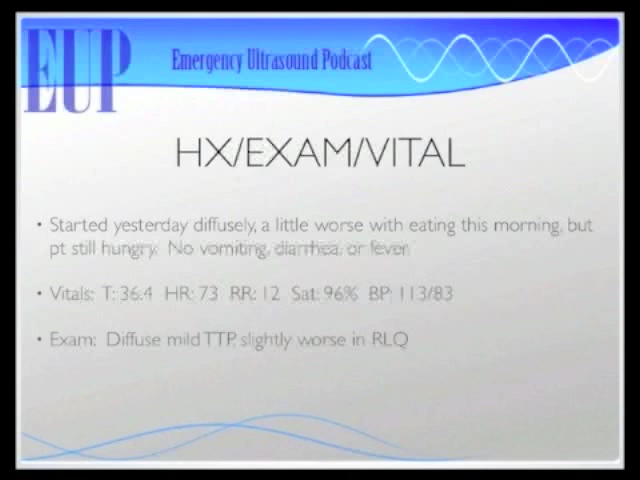 EUP
Emergency Ultrasound Podcast
HX/EXAM/VITAL
• Started yesterday diffusely, a little worse with eating this morning, but
pt still hungry. No vomiting, diarrhea, or fever.
• Vitals: T: 36.4 HR: 73 RR: 12 Sat: 96% BP: 113/83
• Exam: Diffuse mild TTP, slightly worse in RLQ